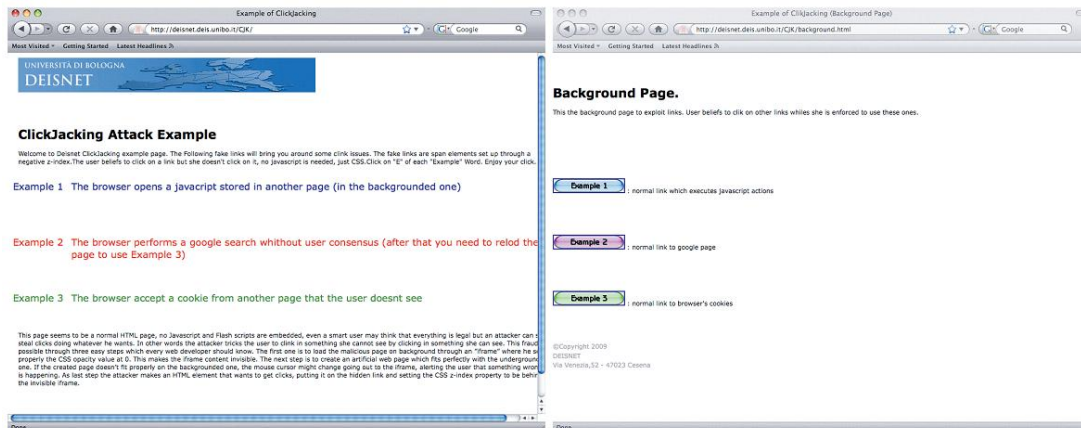 Example of ClickJacking
http://deisnet.deis.unibo.it/CJK/
Google
Most Visited Getting Started Latest Headlines
UNIVERSITÀ DI BOLOGNA
DEISNET
ClickJacking Attack Example
Welcome to Deisnet ClickJacking example page. The Following fake links will bring you around some clink issues. The fake links are span elements set up through a
negative z-index.The user beliefs to click on a link but she doesn't click on it, no javascript is needed, just CSS.Click on "E" of each "Example" Word. Enjoy your click.
Example 1 The browser opens a javacript stored in another page (in the backgrounded one)
Example 2 The browser performs a google search whithout user consensus (after that you need to relod the
page to use Example 3)
Example 3 The browser accept a cookie from another page that the user doesnt see
This page seems to be a normal HTML page, no Javascript and Flash scripts are embedded, even a smart user may think that everything is legal but an attacker can
steal clicks doing whatever he wants. In other words the attacker tricks the user to clink in something she cannot see by clicking in something she can see. This fraud
possible through three easy steps which every web developer should know. The first one is to load the malicious page on background through an "iframe" where he
properly the CSS opacity value at 0. This makes the iframe content invisible. The next step is to create an artificial web page which fits perfectly with the underground
one. If the created page doesn't fit properly on the backgrounded one, the mouse cursor might change going out to the iframe, alerting the user that something
is happening. As last step the attacker makes an HTML element that wants to get clicks, putting it on the hidden link and setting the CSS z-index property to be
the invisible iframe.
Done
Example of ClikJacking (Background Page)
http://deisnet.deis.unibo.it/CJK/background.html
Google
Most Visited Getting Started Latest Headlines
Background Page.
This the background page to exploit links. User beliefs to clik on other links whiles she is enforced to use these ones.
Example 1 : normal link which executes javascript actions
Example 2 : normal link to google page
Example 3 : normal link to browser's cookies
©Copyright 2009
DEISNET
Via Venezia,52 - 47023 Cesena
Done